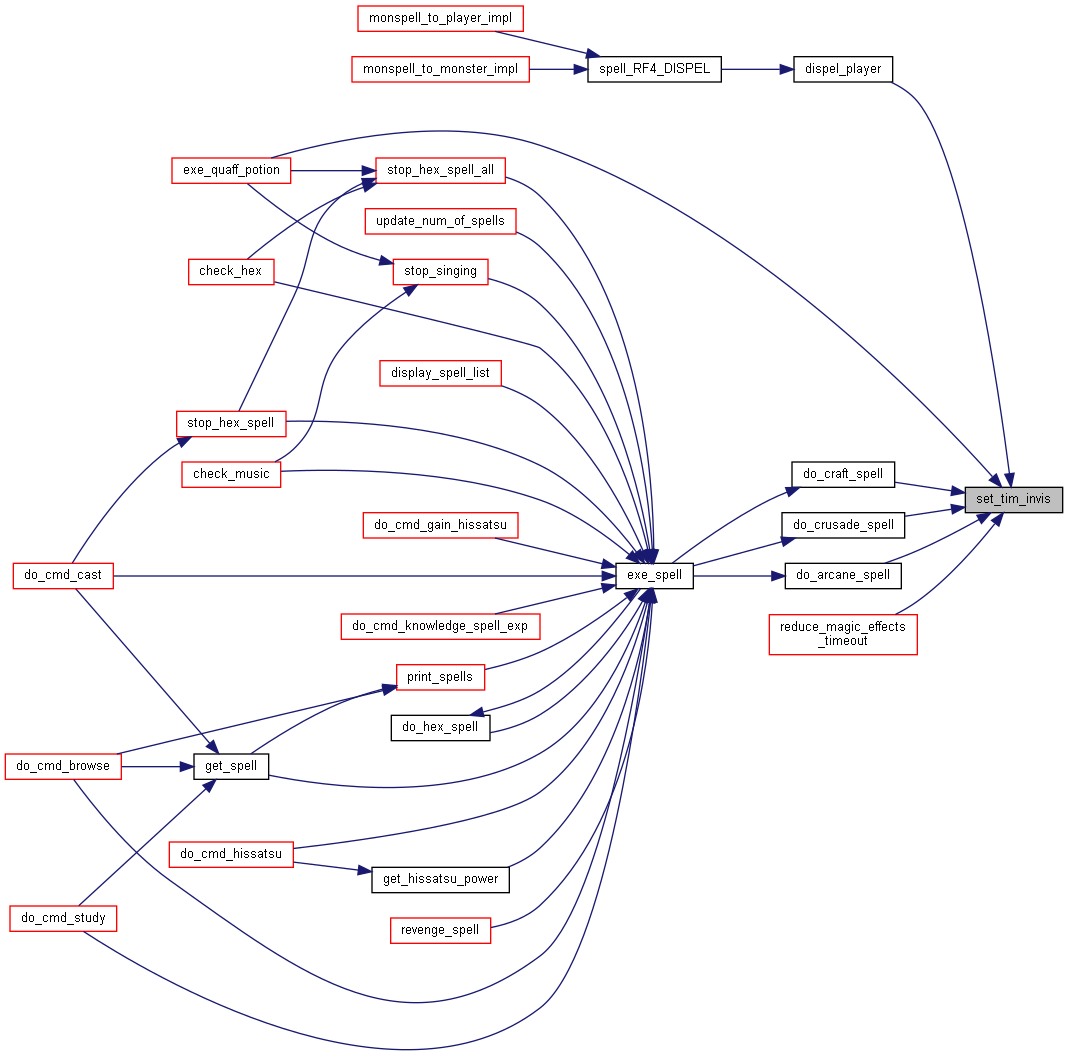 monspell_to_player_impl
monspell_to_monster_impl
spell_RF4_DISPEL
dispel_player
exe_quaff_potion
stop_hex_spell_all
update_num_of_spells
check_hex
stop_singing
display_spell_list
stop_hex_spell
check_music
do_craft_spell
set_tim_invis
do_cmd_gain_hissatsu
do_crusade_spell
do_cmd_cast
exe_spell
do_arcane_spell
do_cmd_knowledge_spell_exp
reduce_magic_effects
_timeout
print_spells
do_hex_spell
do_cmd_browse
get_spell
do_cmd_hissatsu
get_hissatsu_power
do_cmd_study
revenge_spell